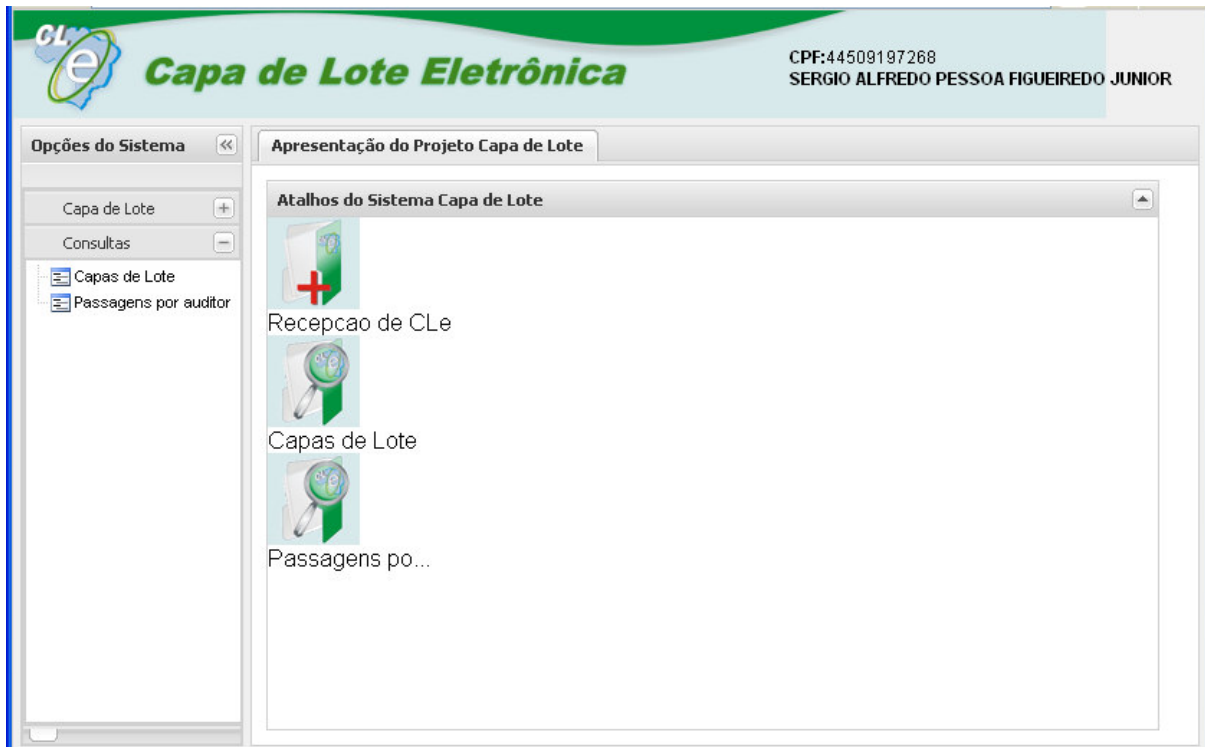 CL
e
Capa de Lote Eletrônica
CPF:44509197268
SERGIO ALFREDO PESSOA FIGUEIREDO JUNIOR
Opções do Sistema
Capa de Lote
Consultas
Capas de Lote
Passagens por auditor
Apresentação do Projeto Capa de Lote
Atalhos do Sistema Capa de Lote
Recepcao de CLe
Capas de Lote
Passagens po...